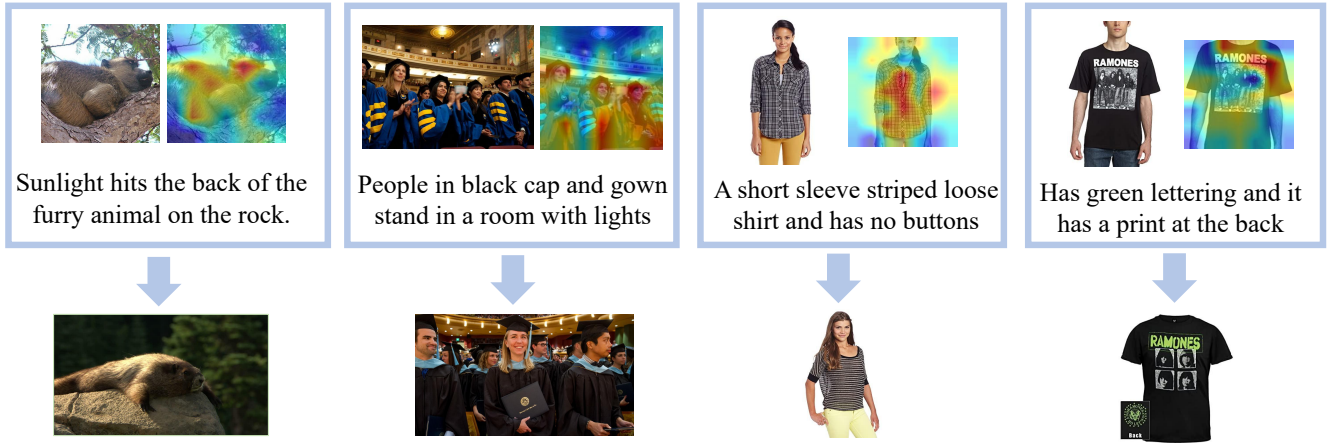 RAMONES
RAMONES
Sunlight hits the back of the
furry animal on the rock.
People in black cap and gown
stand in a room with lights
A short sleeve striped loose
shirt and has no buttons
Has green lettering and it
has a print at the back
RAMONES
Back